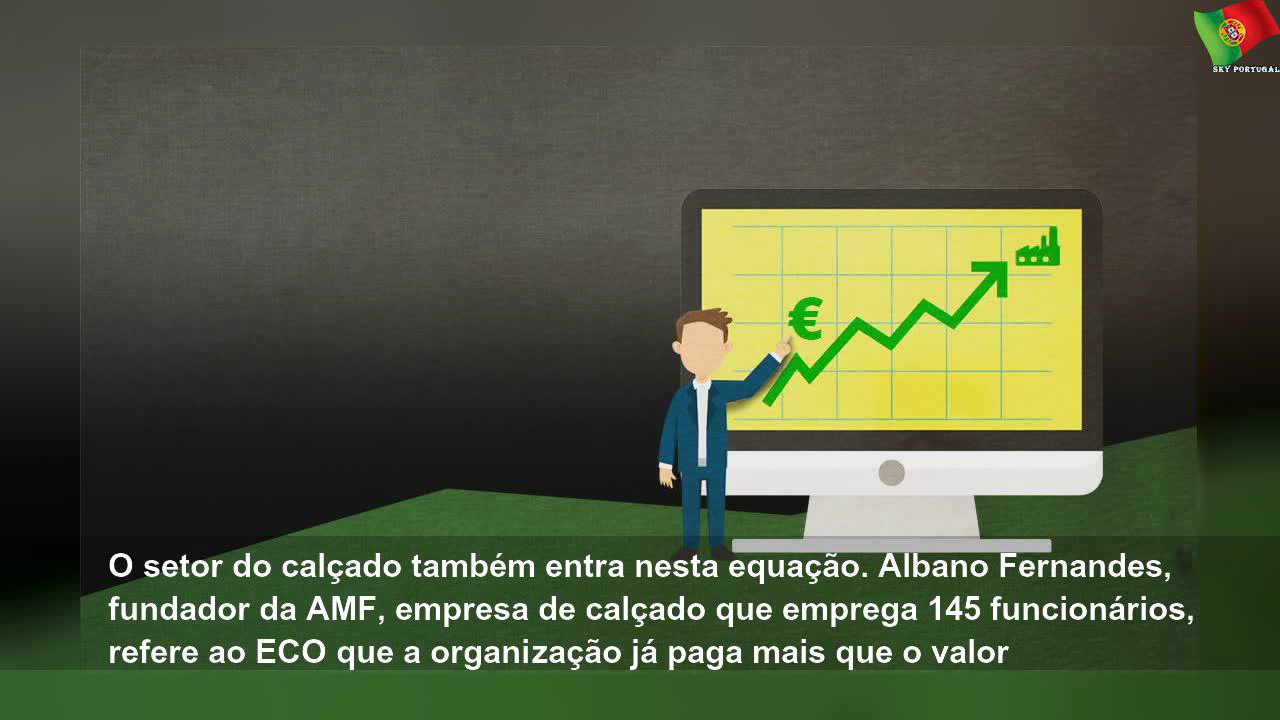 SKY PORTUGAL
€
O setor do calçado também entra nesta equação. Albano Fernandes,
fundador da AMF, empresa de calçado que emprega 145 funcionários,
refere ao ECO que a organização já paga mais que o valor